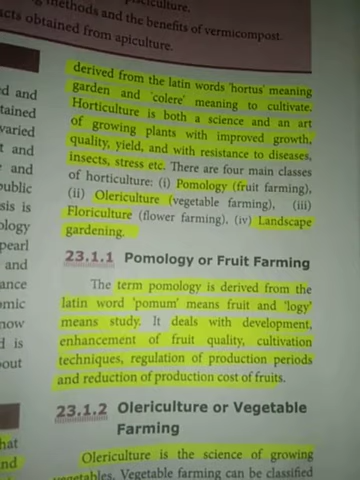 g methods and the benefits of vermicompost.
acts obtained from apiculture.
ed and
tained
varied
t and
e and
public
sis is
ology
pearl
and
ance
omic
now
d is
out
hat
nd
derived from the latin words 'hortus' meaning
garden and 'colere' meaning to cultivate.
Horticulture is both a science and an art
of growing plants with improved growth,
quality, yield, and with resistance to diseases,
insects, stress etc. There are four main classes
of horticulture: (i) Pomology (fruit farming),
(ii) Olericulture (vegetable farming), (iii)
Floriculture (flower farming), (iv) Landscape
gardening.
23.1.1 Pomology or Fruit Farming
The term pomology is derived from the
latin word 'pomum' means fruit and 'logy'
means study. It deals with development,
enhancement of fruit quality, cultivation
techniques, regulation of production periods
and reduction of production cost of fruits.
23.1.2 Olericulture or Vegetable
Farming
Olericulture is the science of growing
vegetables. Vegetable farming can be classified